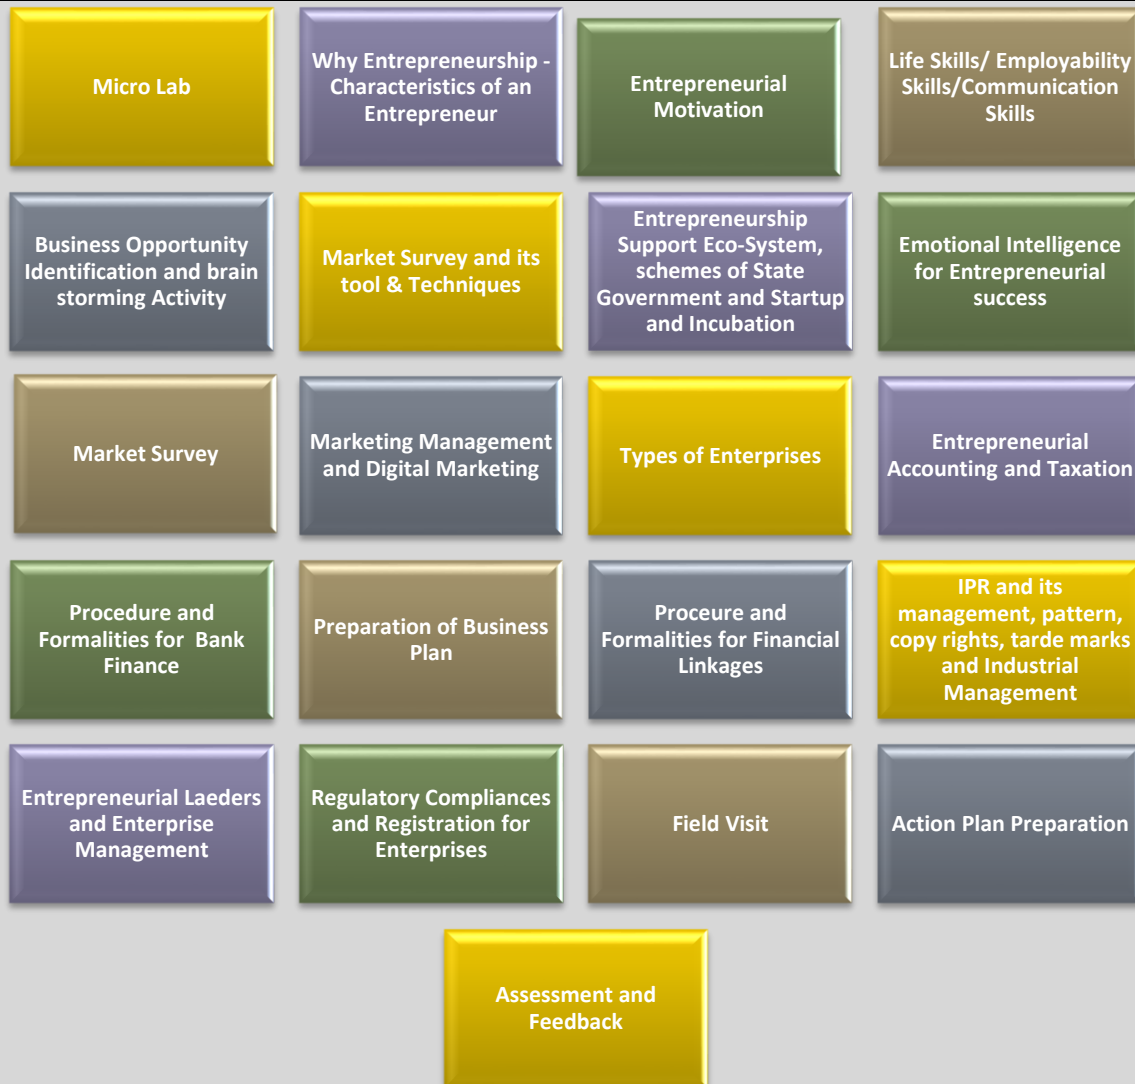 Micro Lab
Why Entrepreneurship -
Characteristics of an
Entrepreneur
Entrepreneurial
Motivation
Life Skills/ Employability
Skills/Communication
Skills
Business Opportunity
Identification and brain
storming Activity
Market Survey and its
tool & Techniques
Entrepreneurship
Support Eco-System,
schemes of State
Government and Startup
and Incubation
Emotional Intelligence
for Entrepreneurial
success
Market Survey
Marketing Management
and Digital Marketing
Types of Enterprises
Entrepreneurial
Accounting and Taxation
Procedure and
Formalities for Bank
Finance
Preparation of Business
Plan
Proceure and
Formalities for Financial
Linkages
IPR and its
management, pattern,
copy rights, tarde marks
and Industrial
Management
Entrepreneurial Laeders
and Enterprise
Management
Regulatory Compliances
and Registration for
Enterprises
Field Visit
Action Plan Preparation
Assessment and
Feedback